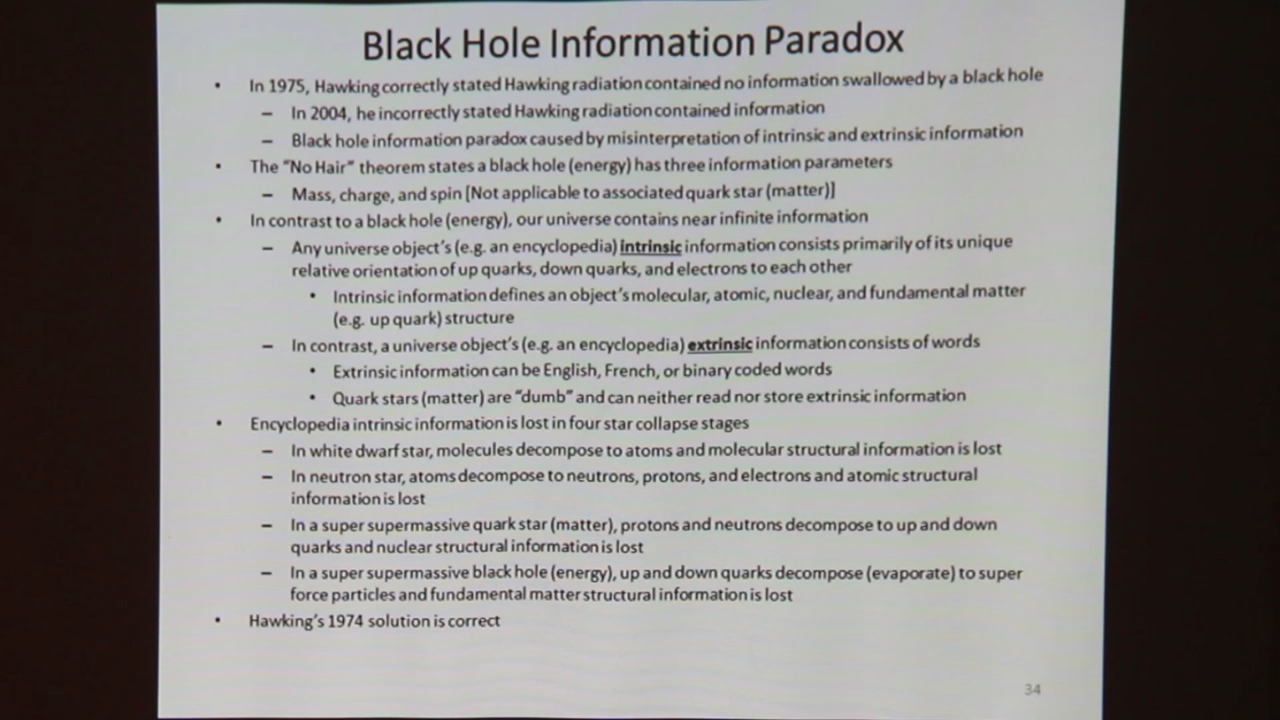 Black Hole Information Paradox
• In 1975, Hawking correctly stated Hawking radiation contained no information swallowed by a black hole
– In 2004, he incorrectly stated Hawking radiation contained information
– Black hole information paradox caused by misinterpretation of intrinsic and extrinsic information
• The “No Hair” theorem states a black hole (energy) has three information parameters
– Mass, charge, and spin [Not applicable to associated quark star (matter)]
• In contrast to a black hole (energy), our universe contains near infinite information
– Any universe object’s (e.g. an encyclopedia) intrinsic information consists primarily of its unique
relative orientation of up quarks, down quarks, and electrons to each other
• Intrinsic information defines an object’s molecular, atomic, nuclear, and fundamental matter
(e.g. up quark) structure
– In contrast, a universe object’s (e.g. an encyclopedia) extrinsic information consists of words
• Extrinsic information can be English, French, or binary coded words
• Quark stars (matter) are “dumb” and can neither read nor store extrinsic information
• Encyclopedia intrinsic information is lost in four star collapse stages
– In white dwarf star, molecules decompose to atoms and molecular structural information is lost
– In neutron star, atoms decompose to neutrons, protons, and electrons and atomic structural
information is lost
– In a super supermassive quark star (matter), protons and neutrons decompose to up and down
quarks and nuclear structural information is lost
– In a super supermassive black hole (energy), up and down quarks decompose (evaporate) to super
force particles and fundamental matter structural information is lost
• Hawking’s 1974 solution is correct
34